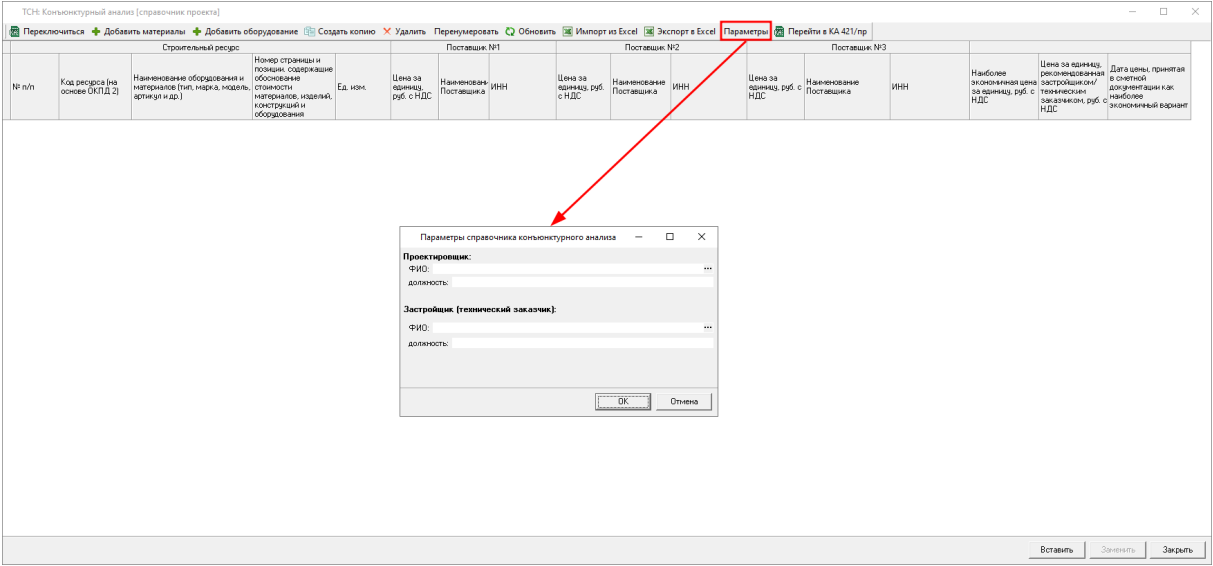 ТСН: Конъюнктурный анализ [справочник проекта]
Переключиться Добавить материалы Добавить оборудование Создать копию Удалить Перенумеровать Обновить Импорт из Excel Экспорт в Excel Параметры Перейти в КА 421/пр
Строительный ресурс Поставщик №1 Поставщик №2 Поставщик №3
№ п/п
Код ресурса (на
основе ОКПД 2)
Наименование оборудования и
материалов (тип, марка, модель,
артикул и др.)
Номер страницы и
позиции. содержащие
обоснование
стоимости
материалов, изделий,
конструкций и
оборудования
Ед. изм.
Цена за
единицу,
руб. с НДС
Наименовани
Поставщика
ИНН
Цена за
единицу, руб.
с НДС
Наименование
Поставщика
ИНН
Цена за
единицу, руб. с
НДС
Наименование
Поставщика
ИНН
Наиболее
экономичная цена
за единицу, руб. с
НДС
Цена за единицу,
рекомендованная
застройщиком/
техническим
заказчиком, руб. с
НДС
Дата цены, принятая
в сметной
документации как
наиболее
экономичный вариант
Параметры справочника конъюнктурного анализа
Проектировщик:
ФИО: ...
должность:
Застройщик (технический заказчик):
ФИО: ...
должность:
OK Отмена
Вставить Заменить Закрыть